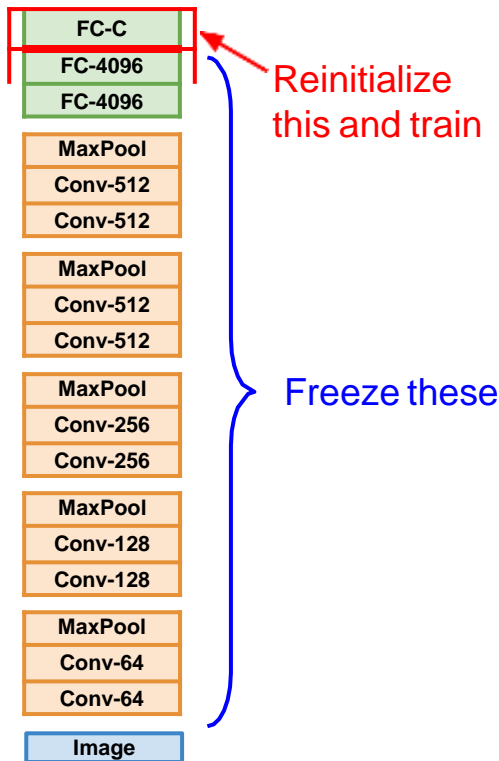 FC-C
FC-4096
FC-4096
MaxPool
Conv-512
Conv-512
MaxPool
Conv-512
Conv-512
MaxPool
Conv-256
Conv-256
MaxPool
Conv-128
Conv-128
MaxPool
Conv-64
Conv-64
Image
Reinitialize
this and train
Freeze these